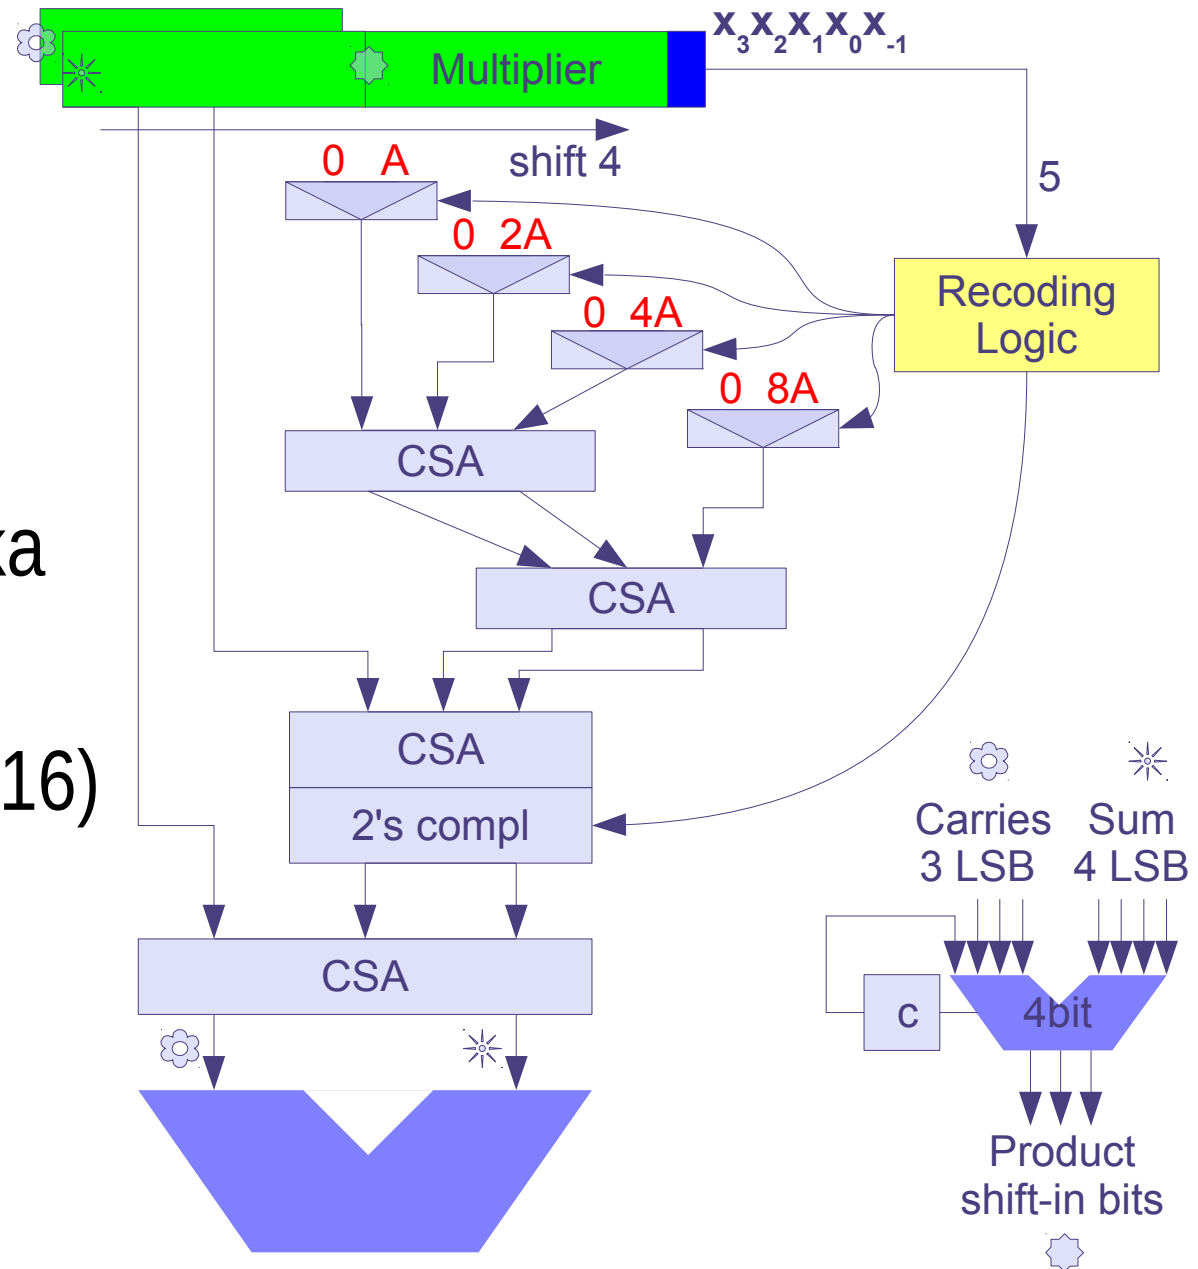 x3x2x1x0x-1
Multiplier
shift 4
5
0 A
0 2A
0 4A
0 8A
Recoding
Logic
CSA
CSA
ка
CSA
16)
2's compl
Carries
3 LSB
Sum
4 LSB
CSA
c
4bit
Product
shift-in bits